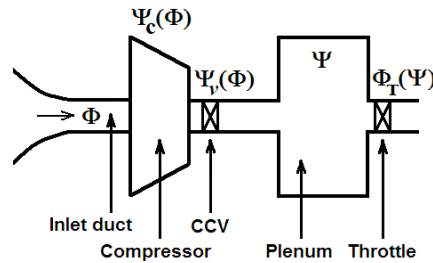 Ψc(Φ)
Ψv(Φ)
Ψ
ΦT(Ψ)
Φ
Inlet duct
CCV
Compressor
Plenum
Throttle